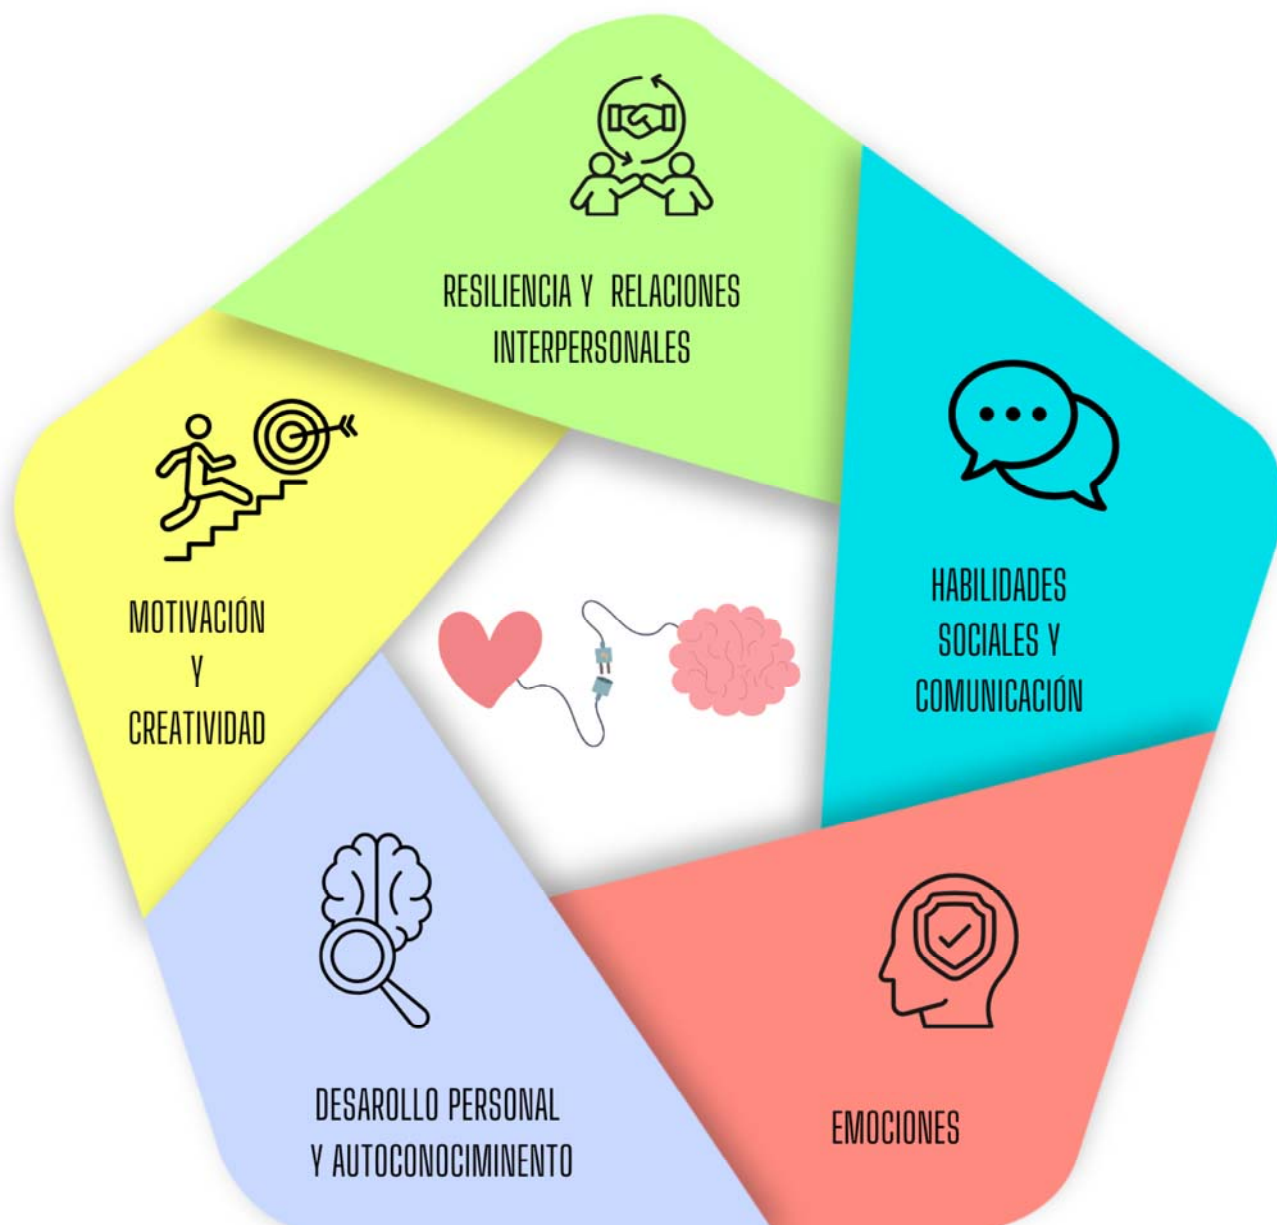 RESILIENCIA Y RELACIONES
INTERPERSONALES
HABILIDADES
SOCIALES Y
COMUNICACIÓN
MOTIVACIÓN
Y
CREATIVIDAD
DESAROLLO PERSONAL
Y AUTOCONOCIMINENTO
EMOCIONES